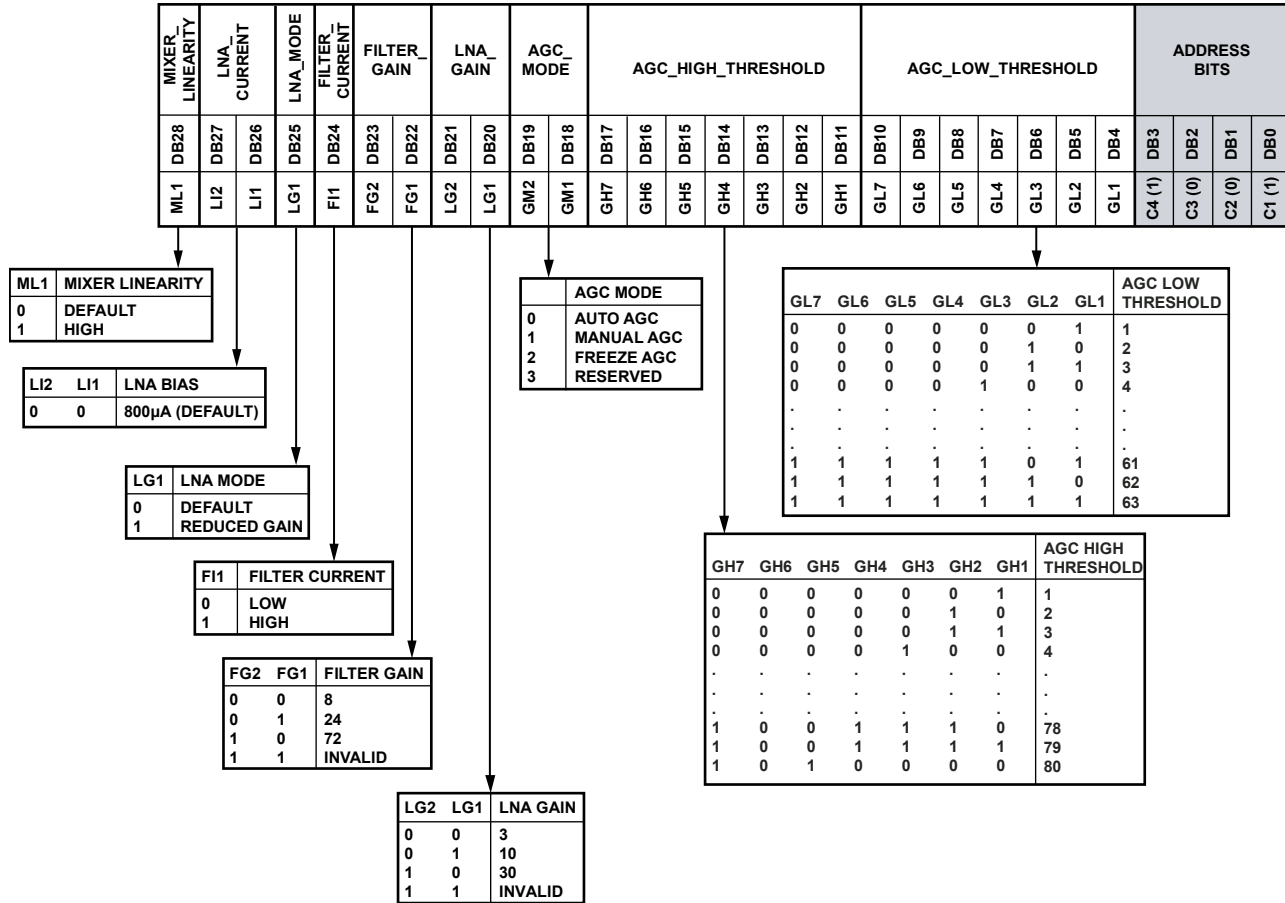 MIXER_
LINEARITY
LNA_
CURRENT
LNA_MODE
FILTER_
CURRENT
FILTER_
GAIN
LNA_
GAIN
AGC_
MODE
AGC_HIGH_THRESHOLD
AGC_LOW_THRESHOLD
ADDRESS
BITS
DB28 DB27 DB26 DB25 DB24 DB23 DB22 DB21 DB20 DB19 DB18 DB17 DB16 DB15 DB14 DB13 DB12 DB11 DB10 DB9 DB8 DB7 DB6 DB5 DB4 DB3 DB2 DB1 DB0
ML1 LI2 LI1 LG1 FI1 FG2 FG1 LG2 LG1 GM2 GM1 GH7 GH6 GH5 GH4 GH3 GH2 GH1 GL7 GL6 GL5 GL4 GL3 GL2 GL1 C4 (1) C3 (0) C2 (0) C1 (1)
ML1 MIXER LINEARITY
0 DEFAULT
1 HIGH
LI2 LI1 LNA BIAS
0 0 800µA (DEFAULT)
LG1 LNA MODE
0 DEFAULT
1 REDUCED GAIN
FI1 FILTER CURRENT
0 LOW
1 HIGH
FG2 FG1 FILTER GAIN
0 0 8
0 1 24
1 0 72
1 1 INVALID
LG2 LG1 LNA GAIN
0 0 3
0 1 10
1 0 30
1 1 INVALID
AGC MODE
0 AUTO AGC
1 MANUAL AGC
2 FREEZE AGC
3 RESERVED
GL7 GL6 GL5 GL4 GL3 GL2 GL1 AGC LOW
THRESHOLD
0 0 0 0 0 0 1 1
0 0 0 0 0 1 0 2
0 0 0 0 0 1 1 3
0 0 0 0 1 0 0 4
. . . . . . . .
. . . . . . . .
. . . . . . . .
1 1 1 1 1 0 1 61
1 1 1 1 1 1 0 62
1 1 1 1 1 1 1 63
GH7 GH6 GH5 GH4 GH3 GH2 GH1 AGC HIGH
THRESHOLD
0 0 0 0 0 0 1 1
0 0 0 0 0 1 0 2
0 0 0 0 0 1 1 3
0 0 0 0 1 0 0 4
. . . . . . . .
. . . . . . . .
. . . . . . . .
1 0 0 1 1 1 0 78
1 0 0 1 1 1 1 79
1 0 1 0 0 0 0 80